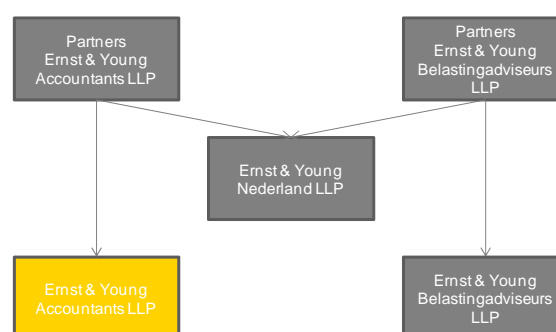 Partners
Ernst & Young
Accountants LLP
Partners
Ernst & Young
Belastingadviseurs
LLP
Ernst & Young
Nederland LLP
Ernst & Young
Accountants LLP
Ernst & Young
Belastingadviseurs
LLP